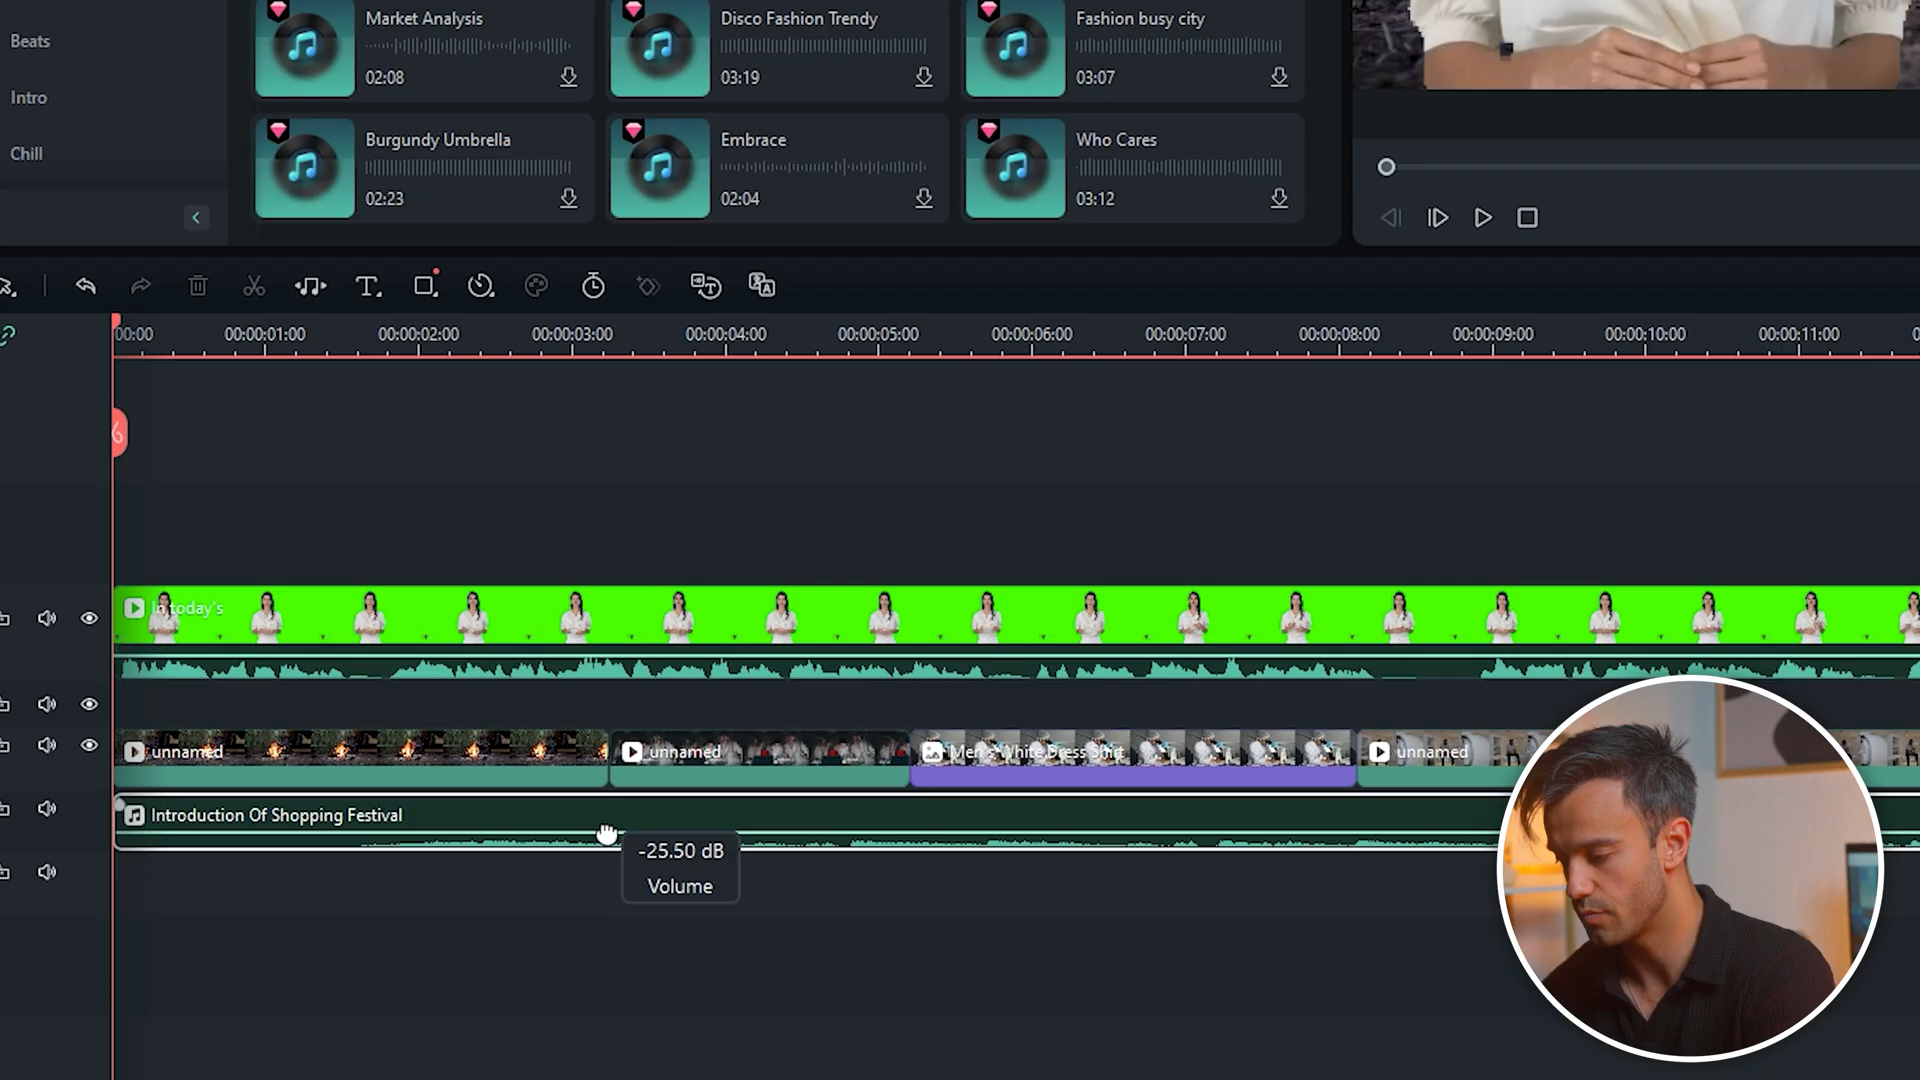 Beats
Intro
Chill
Market Analysis
02:08
Disco Fashion Trendy
03:19
Fashion busy city
03:07
Burgundy Umbrella
02:23
Embrace
02:04
Who Cares
03:12
00:00 00:00:01:00 00:00:02:00 00:00:03:00 00:00:04:00 00:00:05:00 00:00:06:00 00:00:07:00 00:00:08:00 00:00:09:00 00:00:10:00 00:00:11:00 0
In today's
unnamed
unnamed
Men's White Dress Shirt
unnamed
Introduction Of Shopping Festival
-25.50 dB
Volume